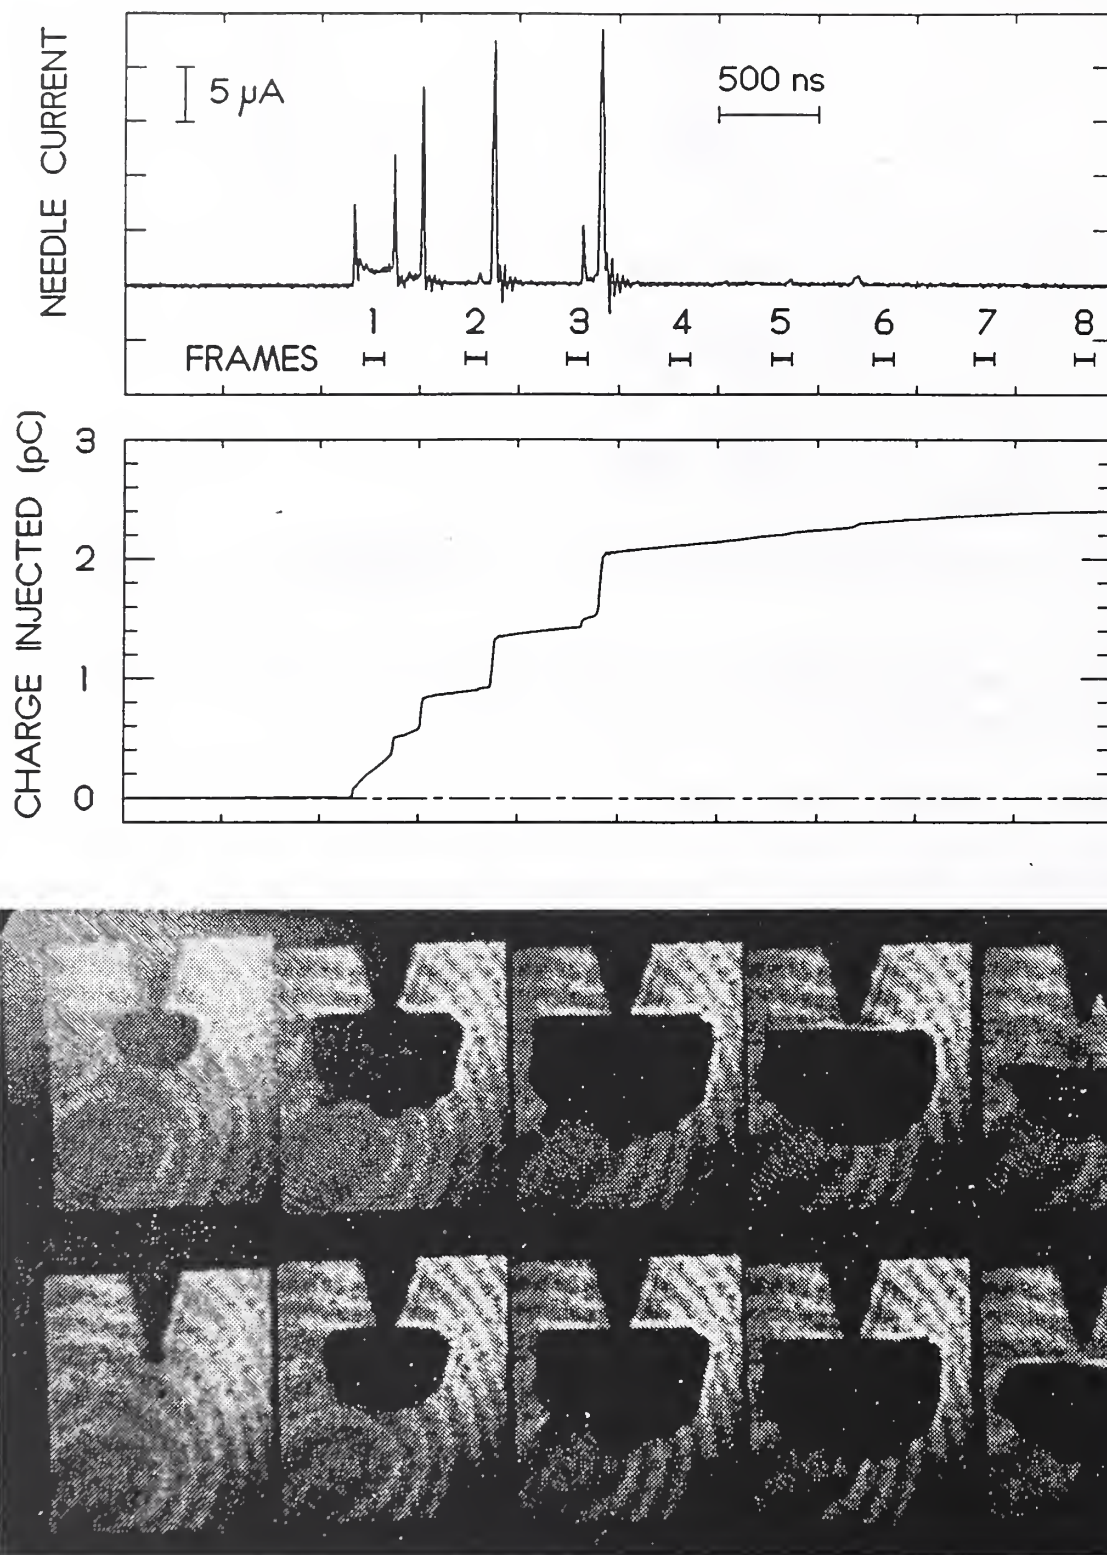 NEEDLE CURRENT
5 µA
500 ns
1 2 3 4 5 6 7 8
FRAMES
CHARGE INJECTED (pC)
3
2
1
0